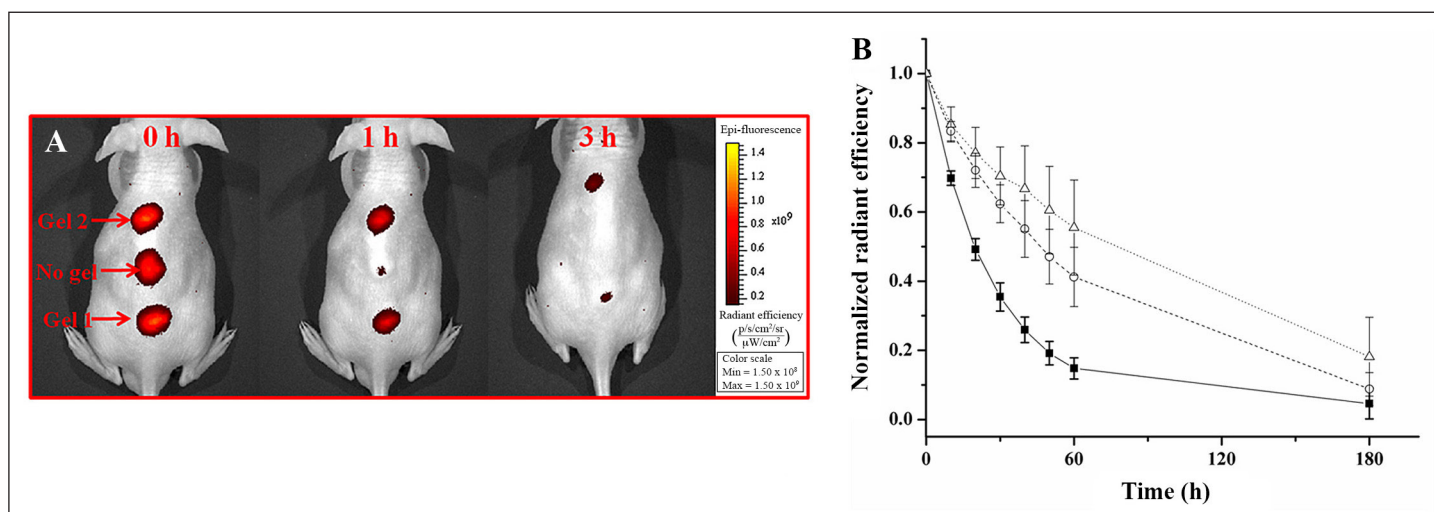 A
0 h
1 h
3 h
Gel 2
No gel
Gel 1
Epi-fluorescence
1.4
1.2
1.0
0.8
x10⁹
0.6
0.4
0.2
Radiant efficiency
(p/s/cm²/sr
µW/cm²)
Color scale
Min = 1.50 x 10⁸
Max = 1.50 x 10⁹
B
Normalized radiant efficiency
1.0
0.8
0.6
0.4
0.2
0.0
0 60 120 180
Time (h)